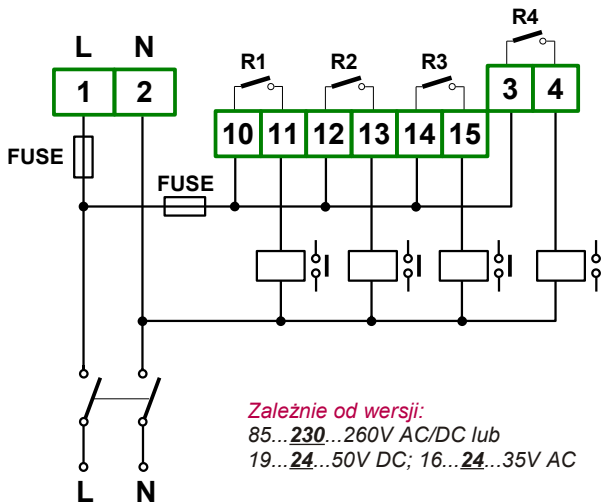 R4
L N
R1 R2 R3
1 2
3 4
10 11 12 13 14 15
FUSE
FUSE
Zależnie od wersji:
85...230...260V AC/DC lub
19...24...50V DC; 16...24...35V AC
L N